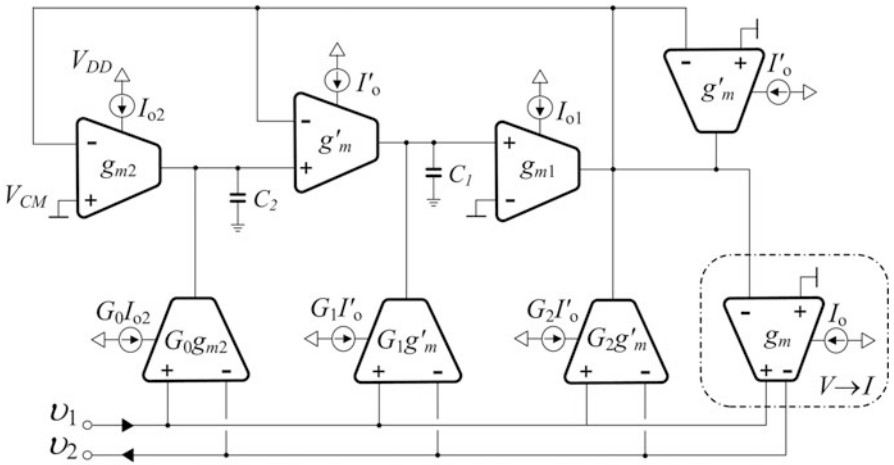 V_DD
I_o2
g_m2
-
+
V_CM
C_2
I'_o
g'_m
-
+
C_1
I_o1
g_m1
+
-
g'_m
-
+
I'_o
G_0I_o2
G_0g_m2
+
-
G_1I'_o
G_1g'_m
+
-
G_2I'_o
G_2g'_m
+
-
I_o
g_m
-
+
+
-
V→I
υ_1
υ_2